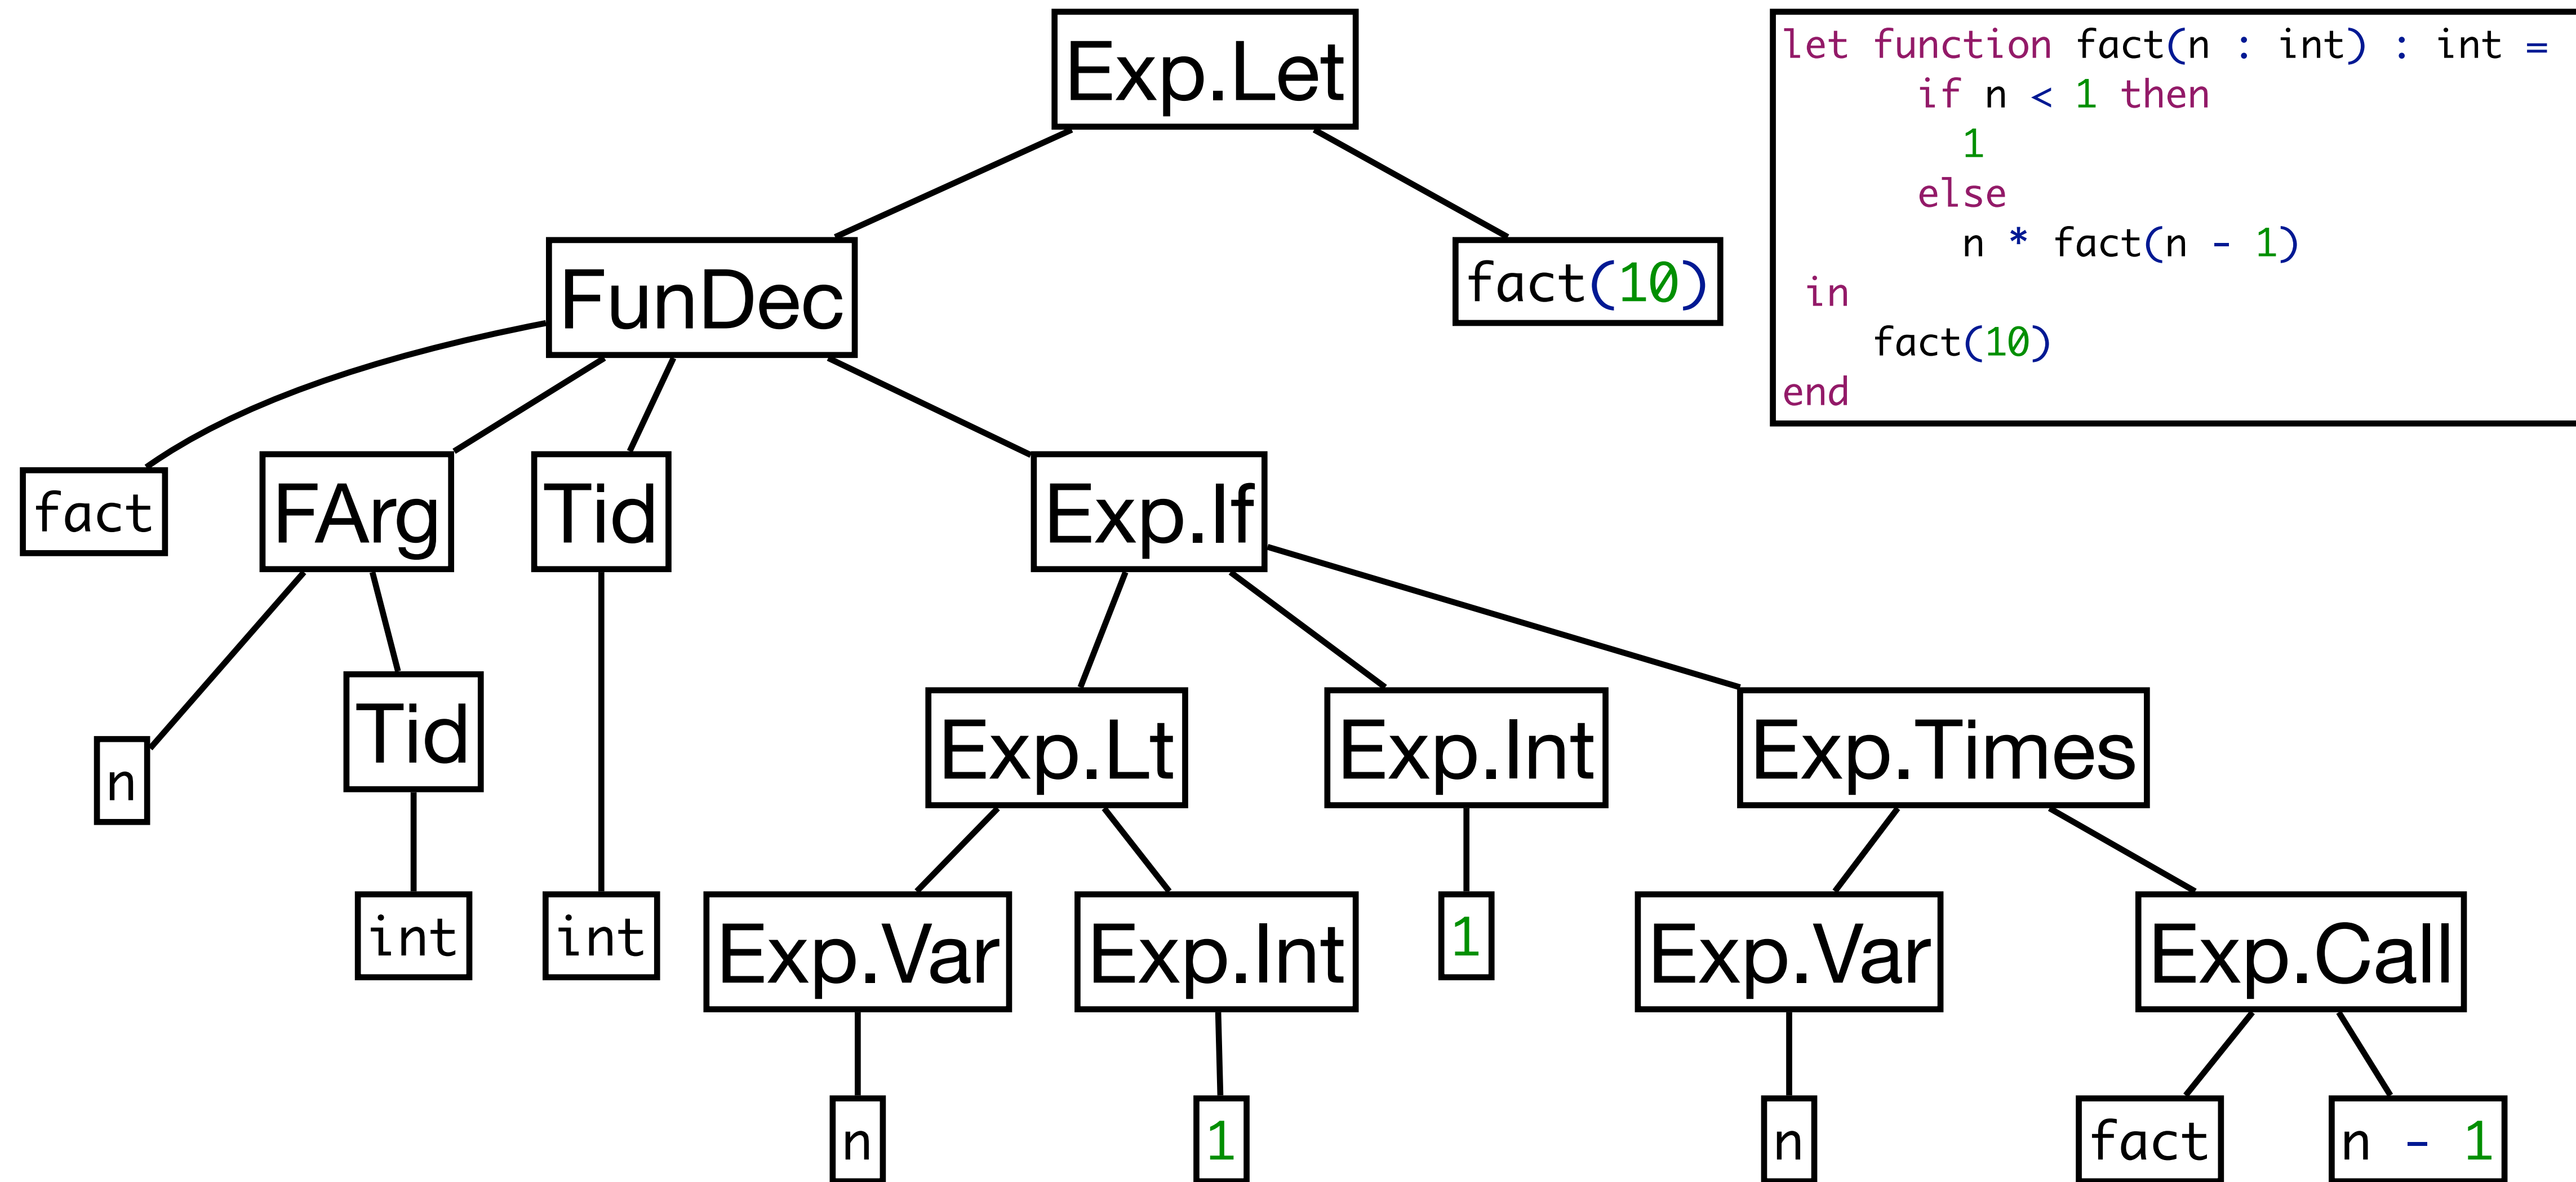 Exp.Let
let function fact(n : int) : int =
if n < 1 then
1
else
n * fact(n - 1)
in
fact(10)
end
FunDec
fact(10)
fact
FArg
Tid
Exp.If
n
Tid
Exp.Lt
Exp.Int
Exp.Times
int
int
Exp.Var
Exp.Int
1
Exp.Var
Exp.Call
n
1
n
fact
n - 1